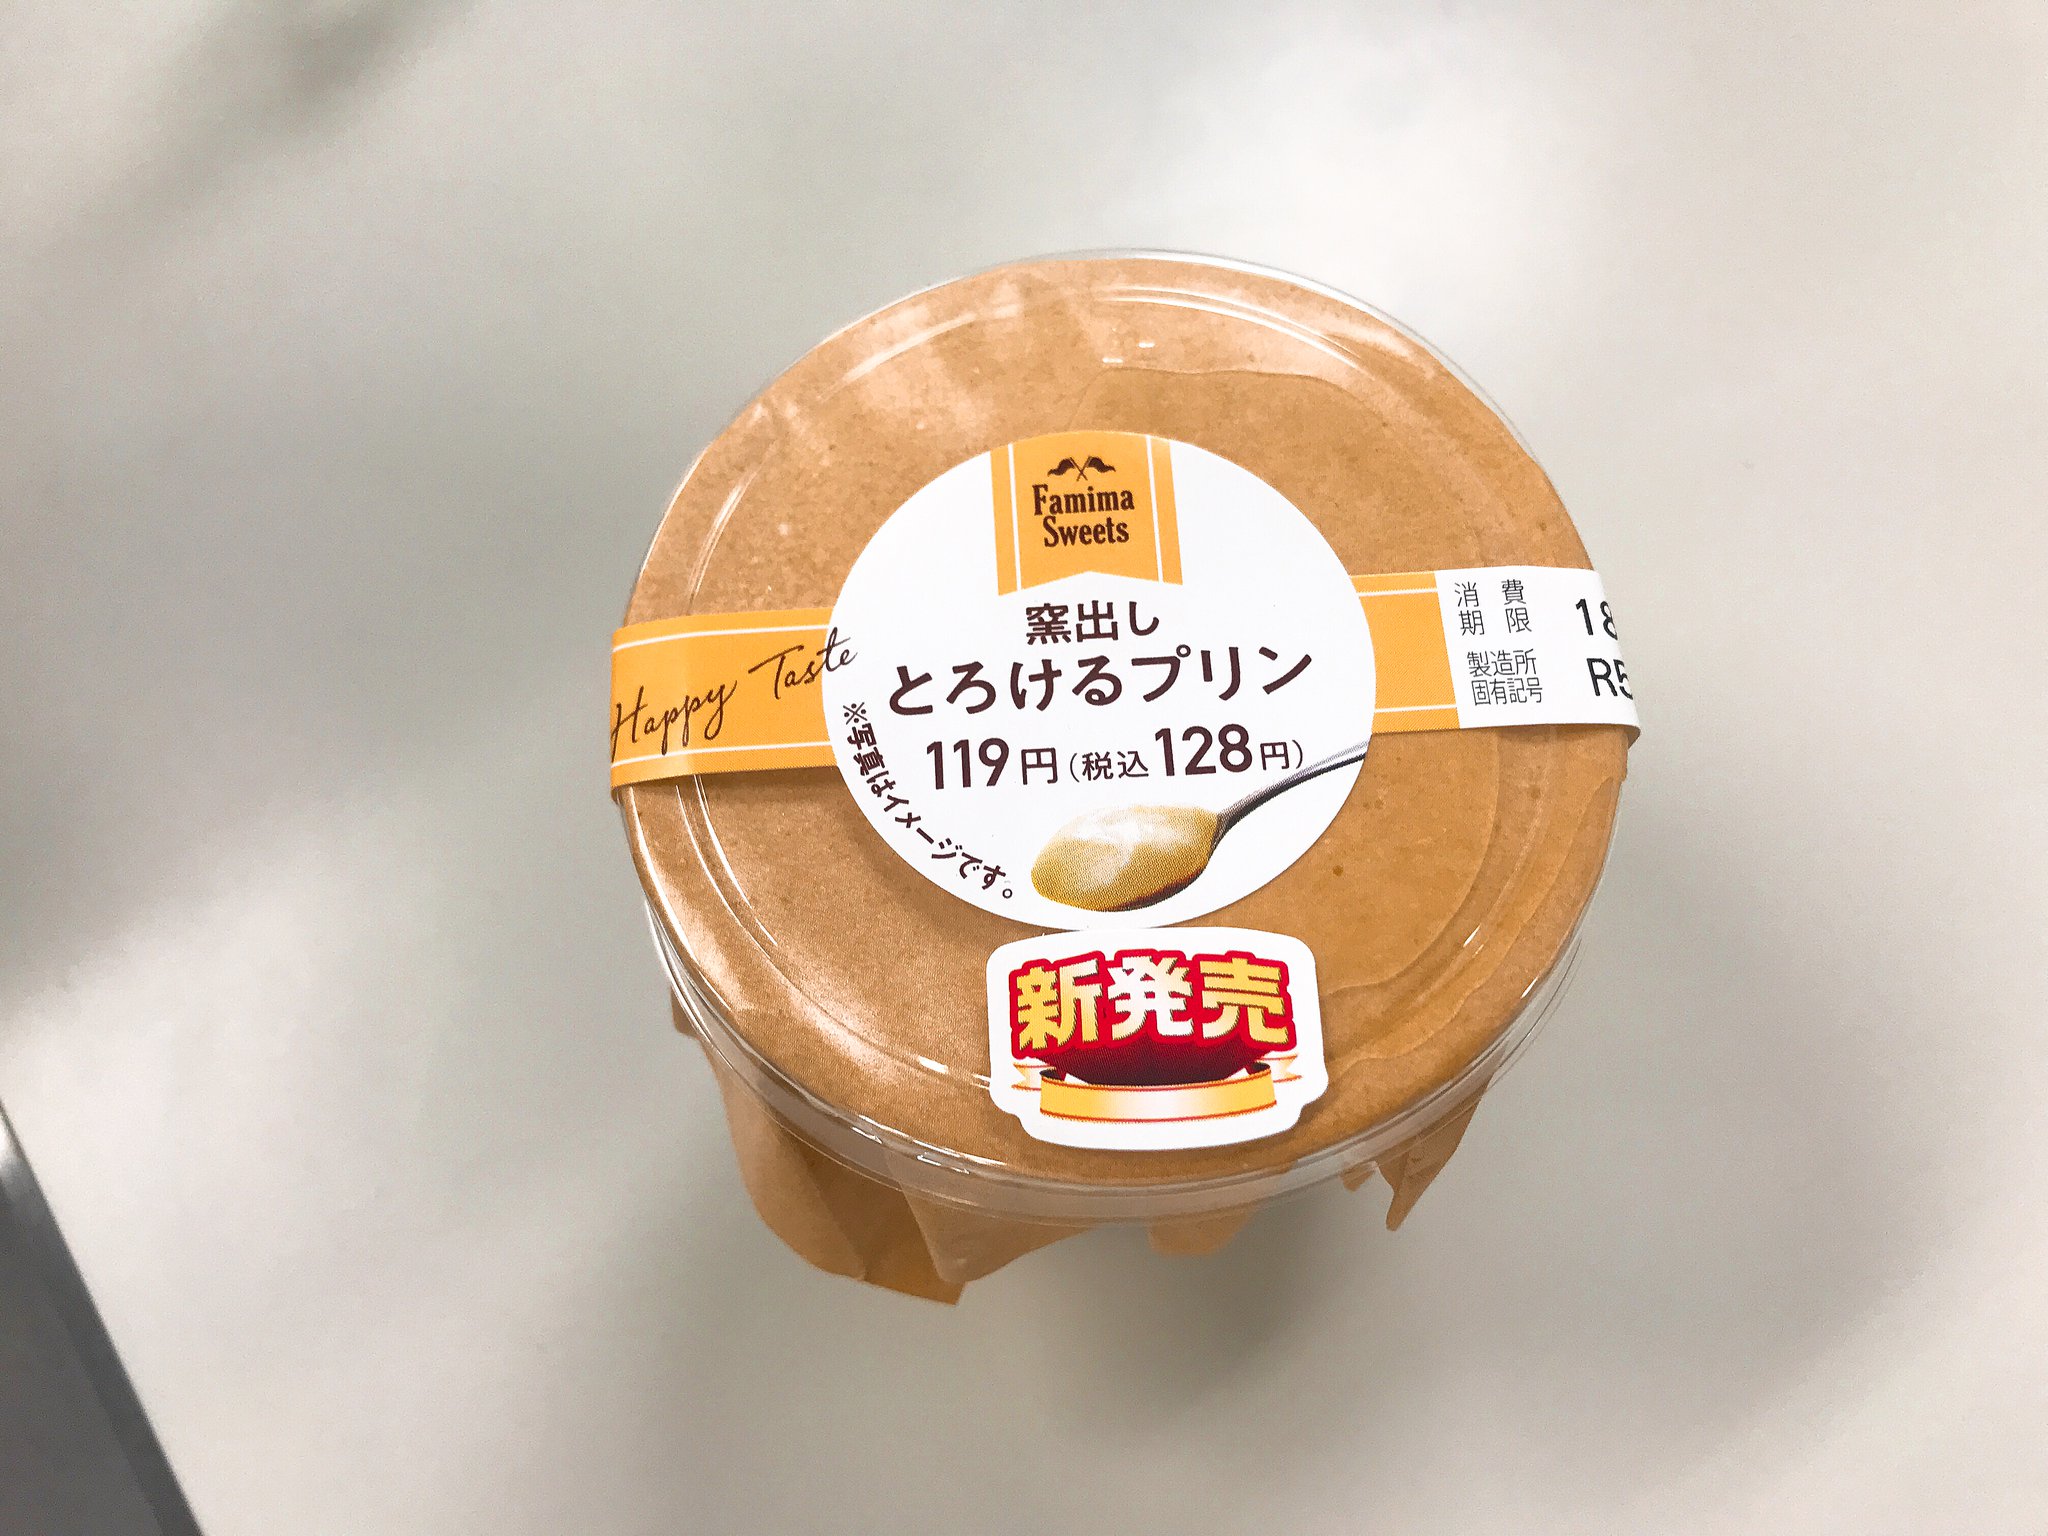 Famima
Sweets
窯出し
とろけるプリン
119円(税込128円)
※写真はイメージです。
Happy Taste
消費
期限
製造所
固有記号
新発売